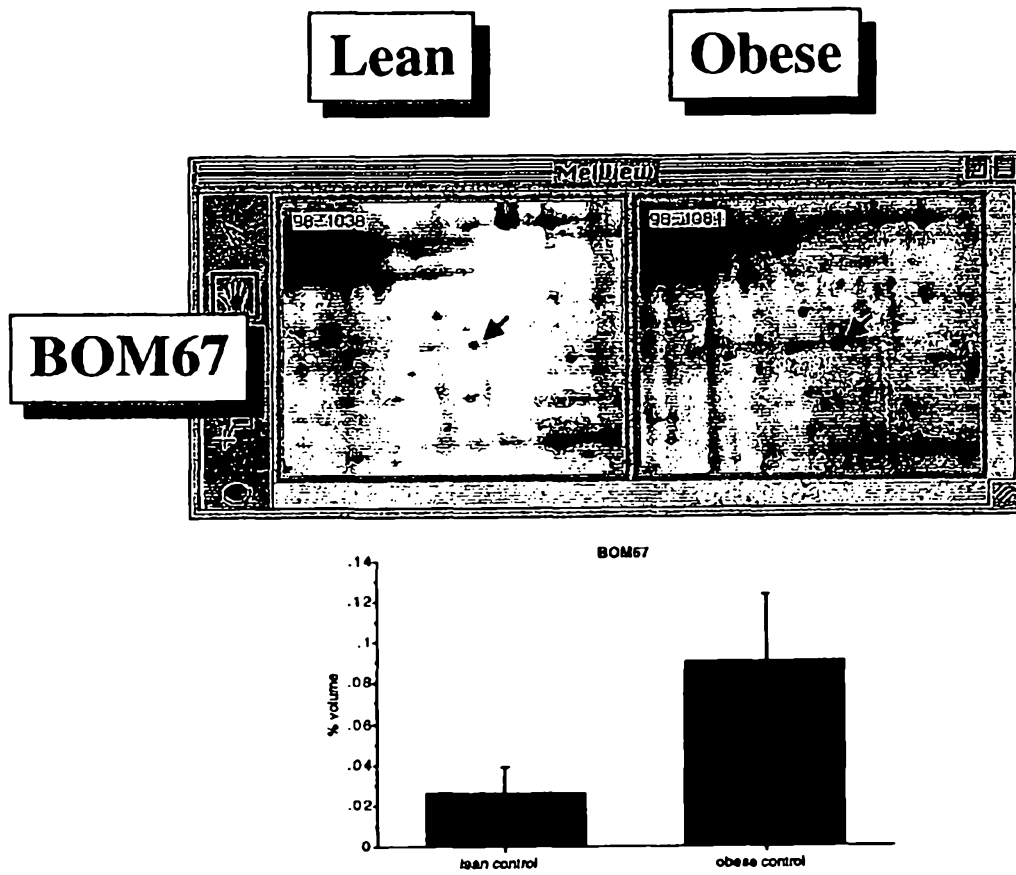 Lean
Obese
98-1038
98-1081
BOM67
BOM67
% volume
.14
.12
.1
.08
.06
.04
.02
0
lean control
obese control